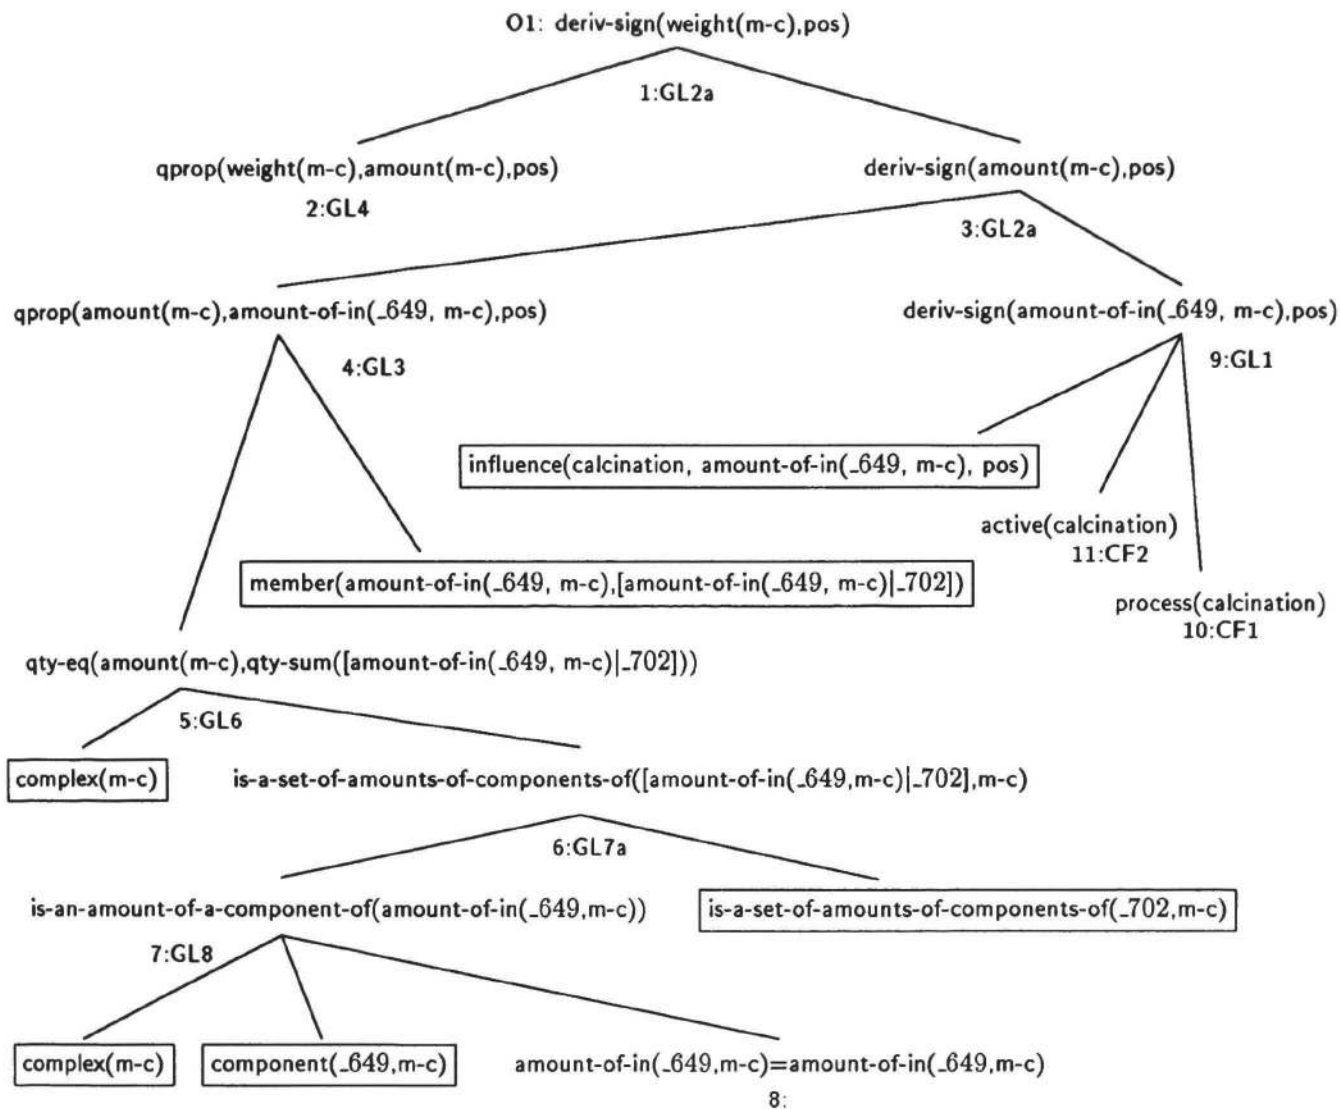 O1: deriv-sign(weight(m-c),pos)
1:GL2a
qprop(weight(m-c),amount(m-c),pos)
deriv-sign(amount(m-c),pos)
2:GL4
3:GL2a
qprop(amount(m-c),amount-of-in(_649, m-c),pos)
deriv-sign(amount-of-in(_649, m-c),pos)
4:GL3
9:GL1
influence(calcination, amount-of-in(_649, m-c), pos)
active(calcination)
11:CF2
member(amount-of-in(_649, m-c),[amount-of-in(_649, m-c)|_702])
process(calcination)
10:CF1
qty-eq(amount(m-c),qty-sum([amount-of-in(_649, m-c)|_702]))
5:GL6
complex(m-c)
is-a-set-of-amounts-of-components-of([amount-of-in(_649,m-c)|_702],m-c)
6:GL7a
is-an-amount-of-a-component-of(amount-of-in(_649,m-c))
is-a-set-of-amounts-of-components-of(_702,m-c)
7:GL8
complex(m-c)
component(_649,m-c)
amount-of-in(_649,m-c)=amount-of-in(_649,m-c)
8: